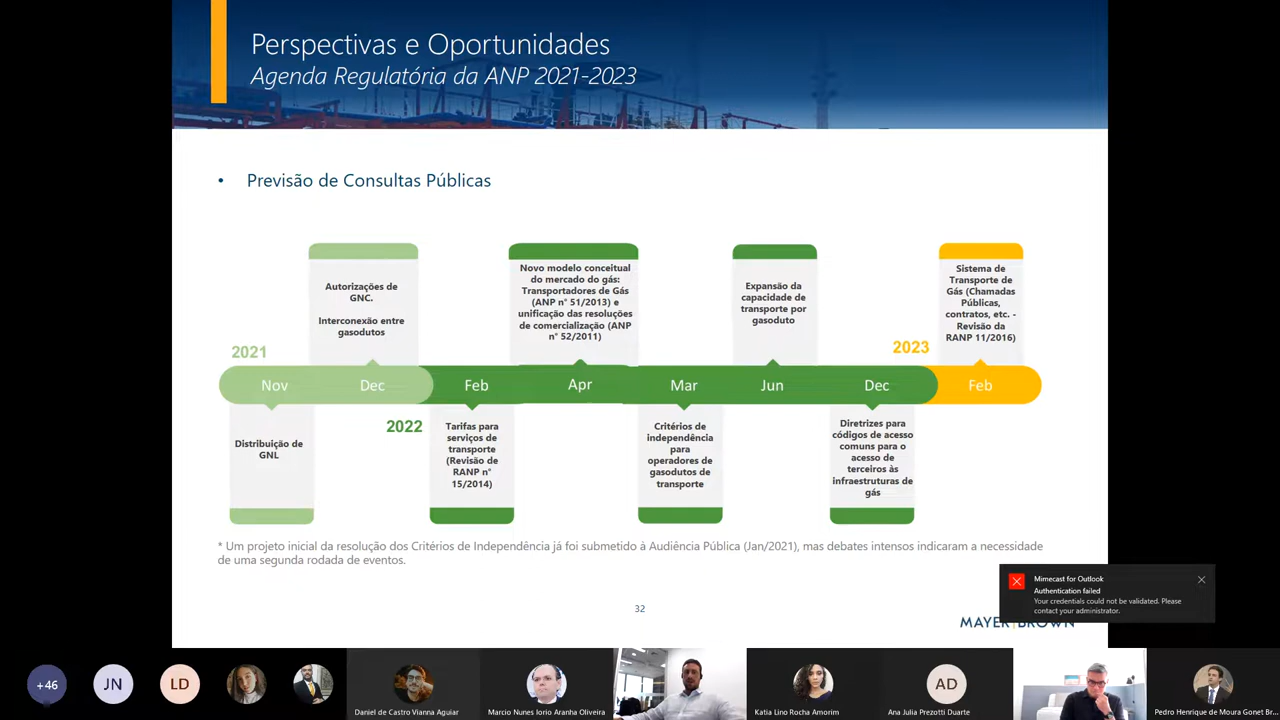 Perspectivas e Oportunidades
Agenda Regulatória da ANP 2021-2023
• Previsão de Consultas Públicas
Autorizações de
GNC.
Interconexão entre
gasodutos
Novo modelo conceitual
do mercado do gás:
Transportadores de Gás
(ANP n° 51/2013) e
unificação das resoluções
de comercialização (ANP
n° 52/2011)
Expansão da
capacidade de
transporte por
gasoduto
Sistema de
Transporte de
Gás (Chamadas
Públicas,
contratos, etc. -
Revisão da
RANP 11/2016)
2021
2023
Nov
Dec
Feb
Apr
Mar
Jun
Dec
Feb
2022
Distribuição de
GNL
Tarifas para
serviços de
transporte
(Revisão de
RANP n°
15/2014)
Critérios de
independência
para
operadores de
gasodutos de
transporte
Diretrizes para
códigos de acesso
comuns para o
acesso de
terceiros às
infraestruturas de
gás
* Um projeto inicial da resolução dos Critérios de Independência já foi submetido à Audiência Pública (Jan/2021), mas debates intensos indicaram a necessidade
de uma segunda rodada de eventos.
32
Mimecast for Outlook
Authentication failed
Your credentials could not be validated. Please
contact your administrator.
MAYER BROWN
+46
JN
LD
Daniel de Castro Vianna Aguiar
Marcio Nunes Iorio Aranha Oliveira
Katia Lino Rocha Amorim
AD
Ana Julia Prezotti Duarte
Pedro Henrique de Moura Gonet Br...